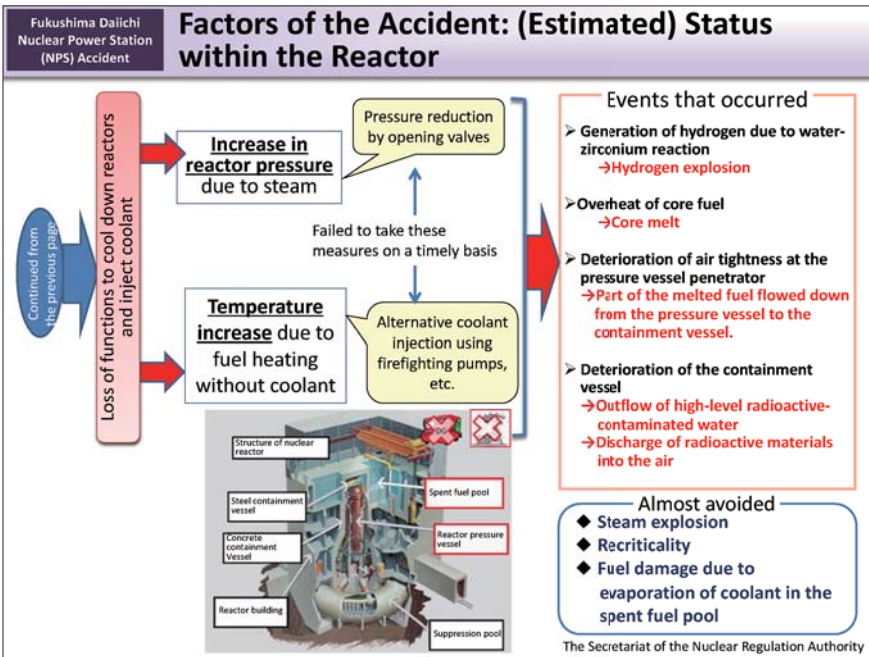 Fukushima Daiichi
Nuclear Power Station
(NPS) Accident
Factors of the Accident: (Estimated) Status
within the Reactor
Continued from
the previous page
Loss of functions to cool down reactors
and inject coolant
Increase in
reactor pressure
due to steam
Pressure reduction
by opening valves
Failed to take these
measures on a timely basis
Temperature
increase due to
fuel heating
without coolant
Alternative coolant
injection using
firefighting pumps,
etc.
Structure of nuclear
reactor
Steel containment
vessel
Concrete
containment
Vessel
Reactor building
DG
Spent fuel pool
Reactor pressure
vessel
Suppression pool
Events that occurred
➢ Generation of hydrogen due to water-
zirconium reaction
→Hydrogen explosion
➢Overheat of core fuel
→Core melt
➢ Deterioration of air tightness at the
pressure vessel penetrator
→Part of the melted fuel flowed down
from the pressure vessel to the
containment vessel.
➢ Deterioration of the containment
vessel
→Outflow of high-level radioactive-
contaminated water
→Discharge of radioactive materials
into the air
Almost avoided
◆ Steam explosion
◆ Recriticality
◆ Fuel damage due to
evaporation of coolant in the
spent fuel pool
The Secretariat of the Nuclear Regulation Authority